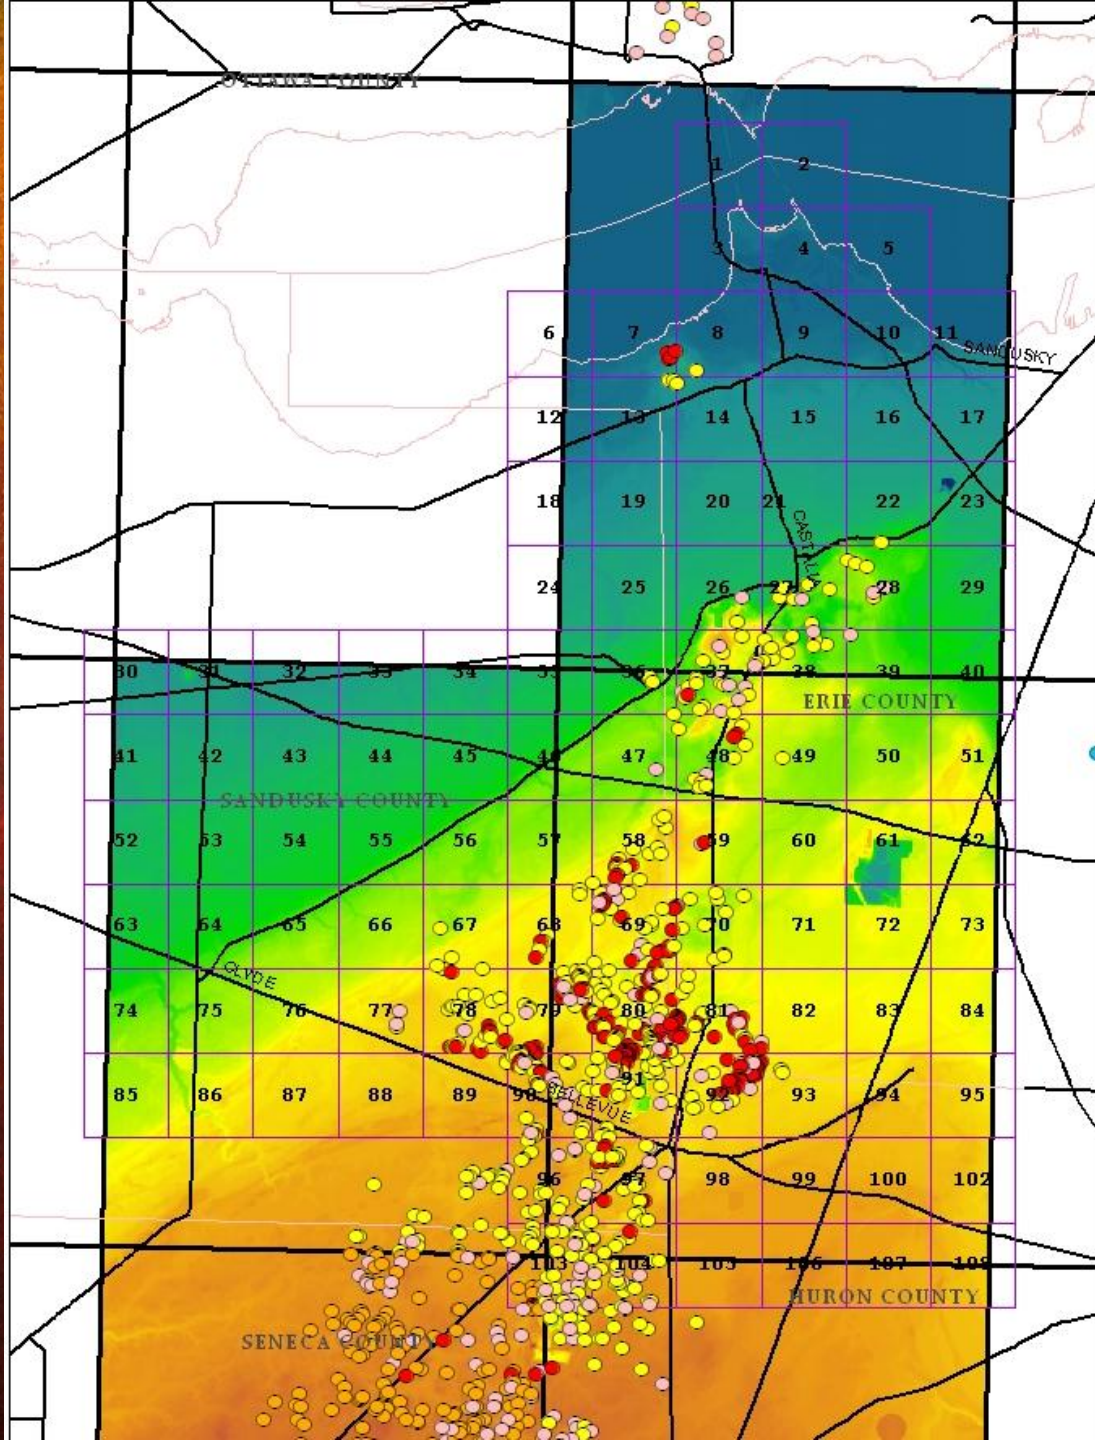 OTTAWA COUNTY
1 2
3 4 5
6 7 8 9 10 11
SANDUSKY
12 13 14 15 16 17
18 19 20 21 22 23
CASTALIA
24 25 26 27 28 29
30 31 32 33 34 35 36 37 38 39 40
ERIE COUNTY
41 42 43 44 45 46 47 48 49 50 51
SANDUSKY COUNTY
52 53 54 55 56 57 58 59 60 61 62
63 64 65 66 67 68 69 70 71 72 73
CLYDE
74 75 76 77 78 79 80 81 82 83 84
85 86 87 88 89 90 91 92 93 94 95
BELLEVUE
96 97 98 99 100 102
103 104 105 106 107 108
HURON COUNTY
SENECA COUNTY